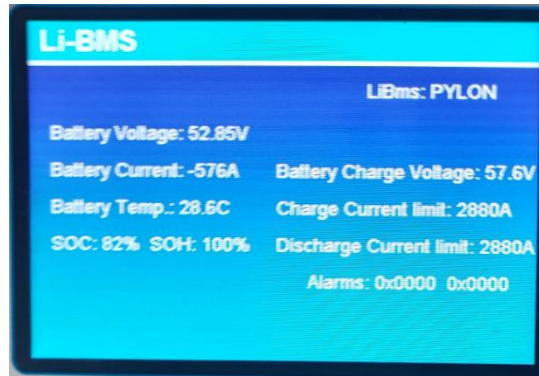 Li-BMS
LiBms: PYLON
Battery Voltage: 52.85V
Battery Current: -576A
Battery Charge Voltage: 57.6V
Battery Temp.: 28.6C
Charge Current limit: 2880A
SOC: 82% SOH: 100%
Discharge Current limit: 2880A
Alarms: 0x0000 0x0000